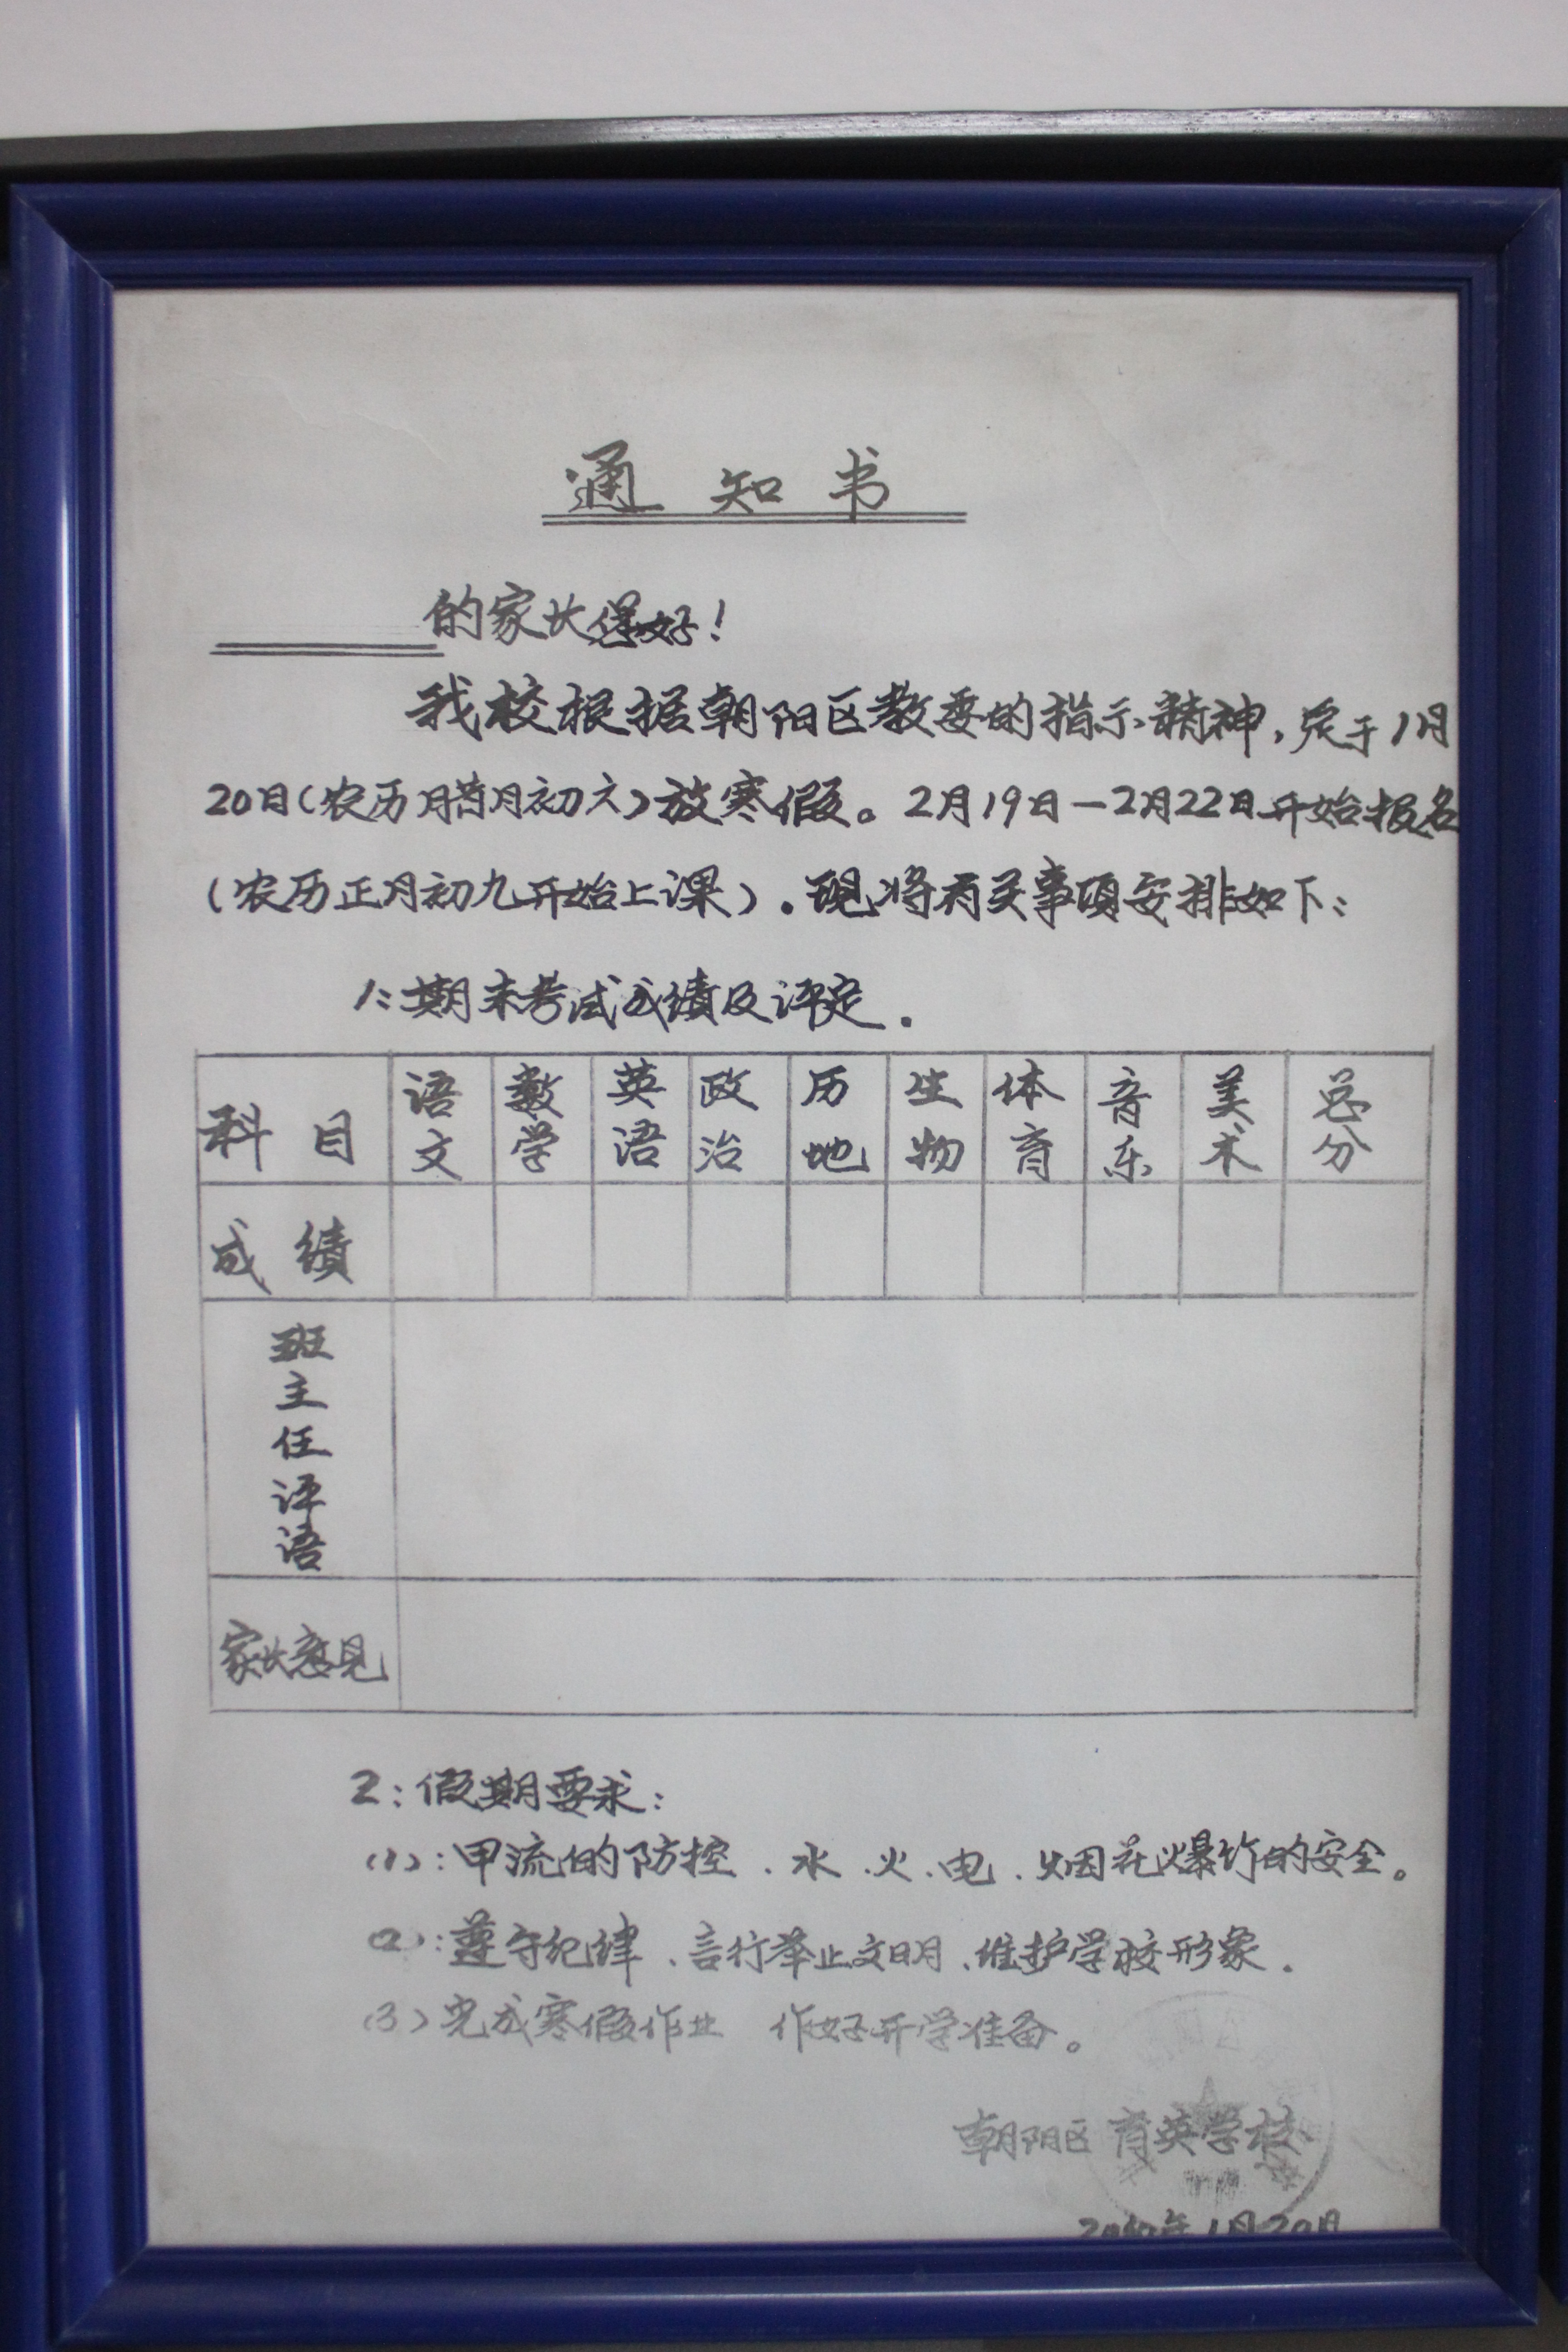 通知书
的家长您好！
我校根据朝阳区教委的指示精神，定于1月
20日（农历腊月初六）放寒假。2月19日－2月22日开始报名
（农历正月初九开始上课）。现将有关事项安排如下：
1：期末考试成绩及评定．
科目 语文 数学 英语 政治 历地 生物 体育 音乐 美术 总分
成绩
班主任评语
家长意见
2：假期要求：
（1）：甲流的防控、水、火、电、烟花爆竹的安全。
（2）：遵守纪律、言行举止文明、维护学校形象．
（3）完成寒假作业 作好开学准备。
朝阳区育英学校
2010年1月20日